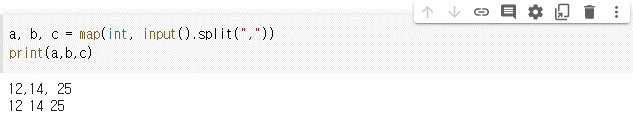 a, b, c = map(int, input().split(","))
print(a,b,c)
12,14, 25
12 14 25